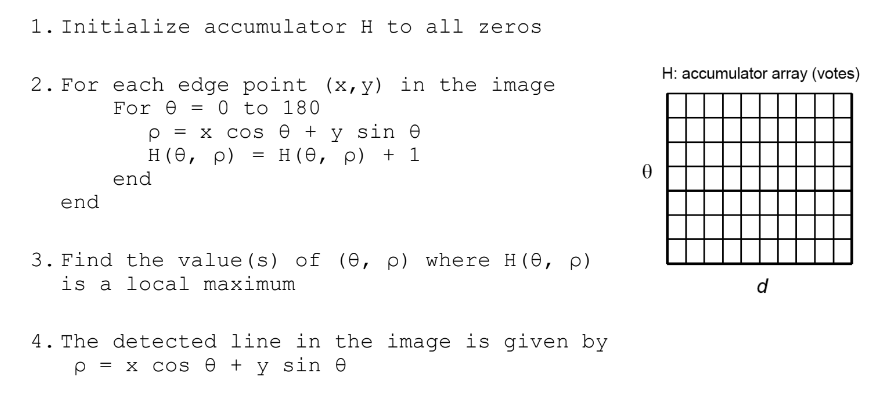 1. Initialize accumulator H to all zeros
2. For each edge point (x,y) in the image
For θ = 0 to 180
ρ = x cos θ + y sin θ
H(θ, ρ) = H(θ, ρ) + 1
end
end
3. Find the value(s) of (θ, ρ) where H(θ, ρ)
is a local maximum
4. The detected line in the image is given by
ρ = x cos θ + y sin θ
H: accumulator array (votes)
θ
d